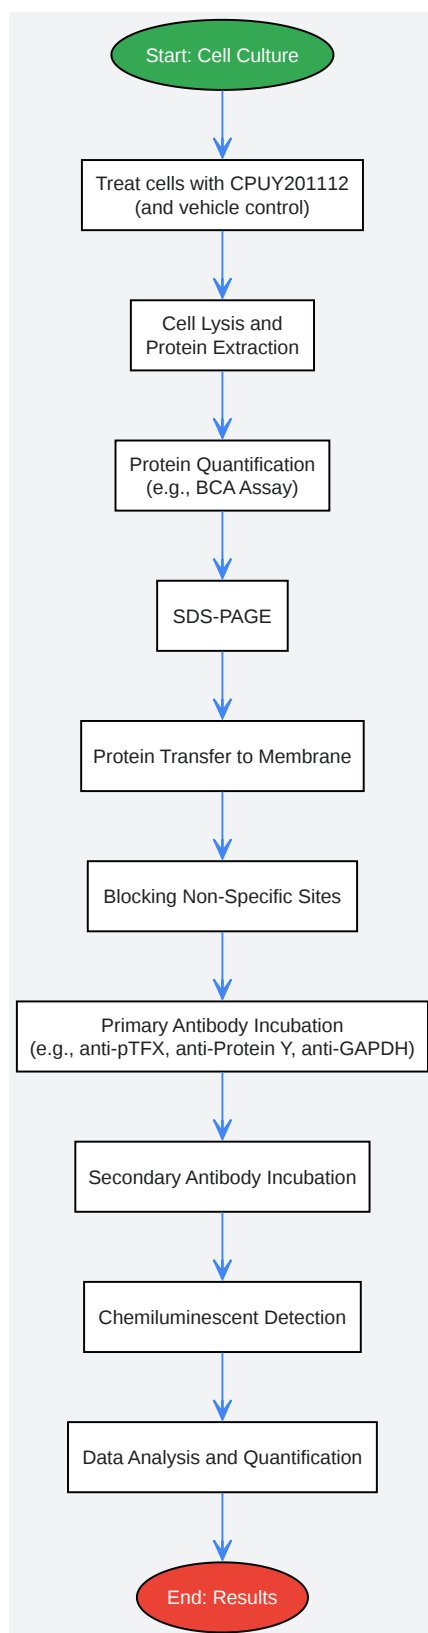 Start: Cell Culture
Treat cells with CPUY201112
(and vehicle control)
Cell Lysis and
Protein Extraction
Protein Quantification
(e.g., BCA Assay)
SDS-PAGE
Protein Transfer to Membrane
Blocking Non-Specific Sites
Primary Antibody Incubation
(e.g., anti-pTFX, anti-Protein Y, anti-GAPDH)
Secondary Antibody Incubation
Chemiluminescent Detection
Data Analysis and Quantification
End: Results